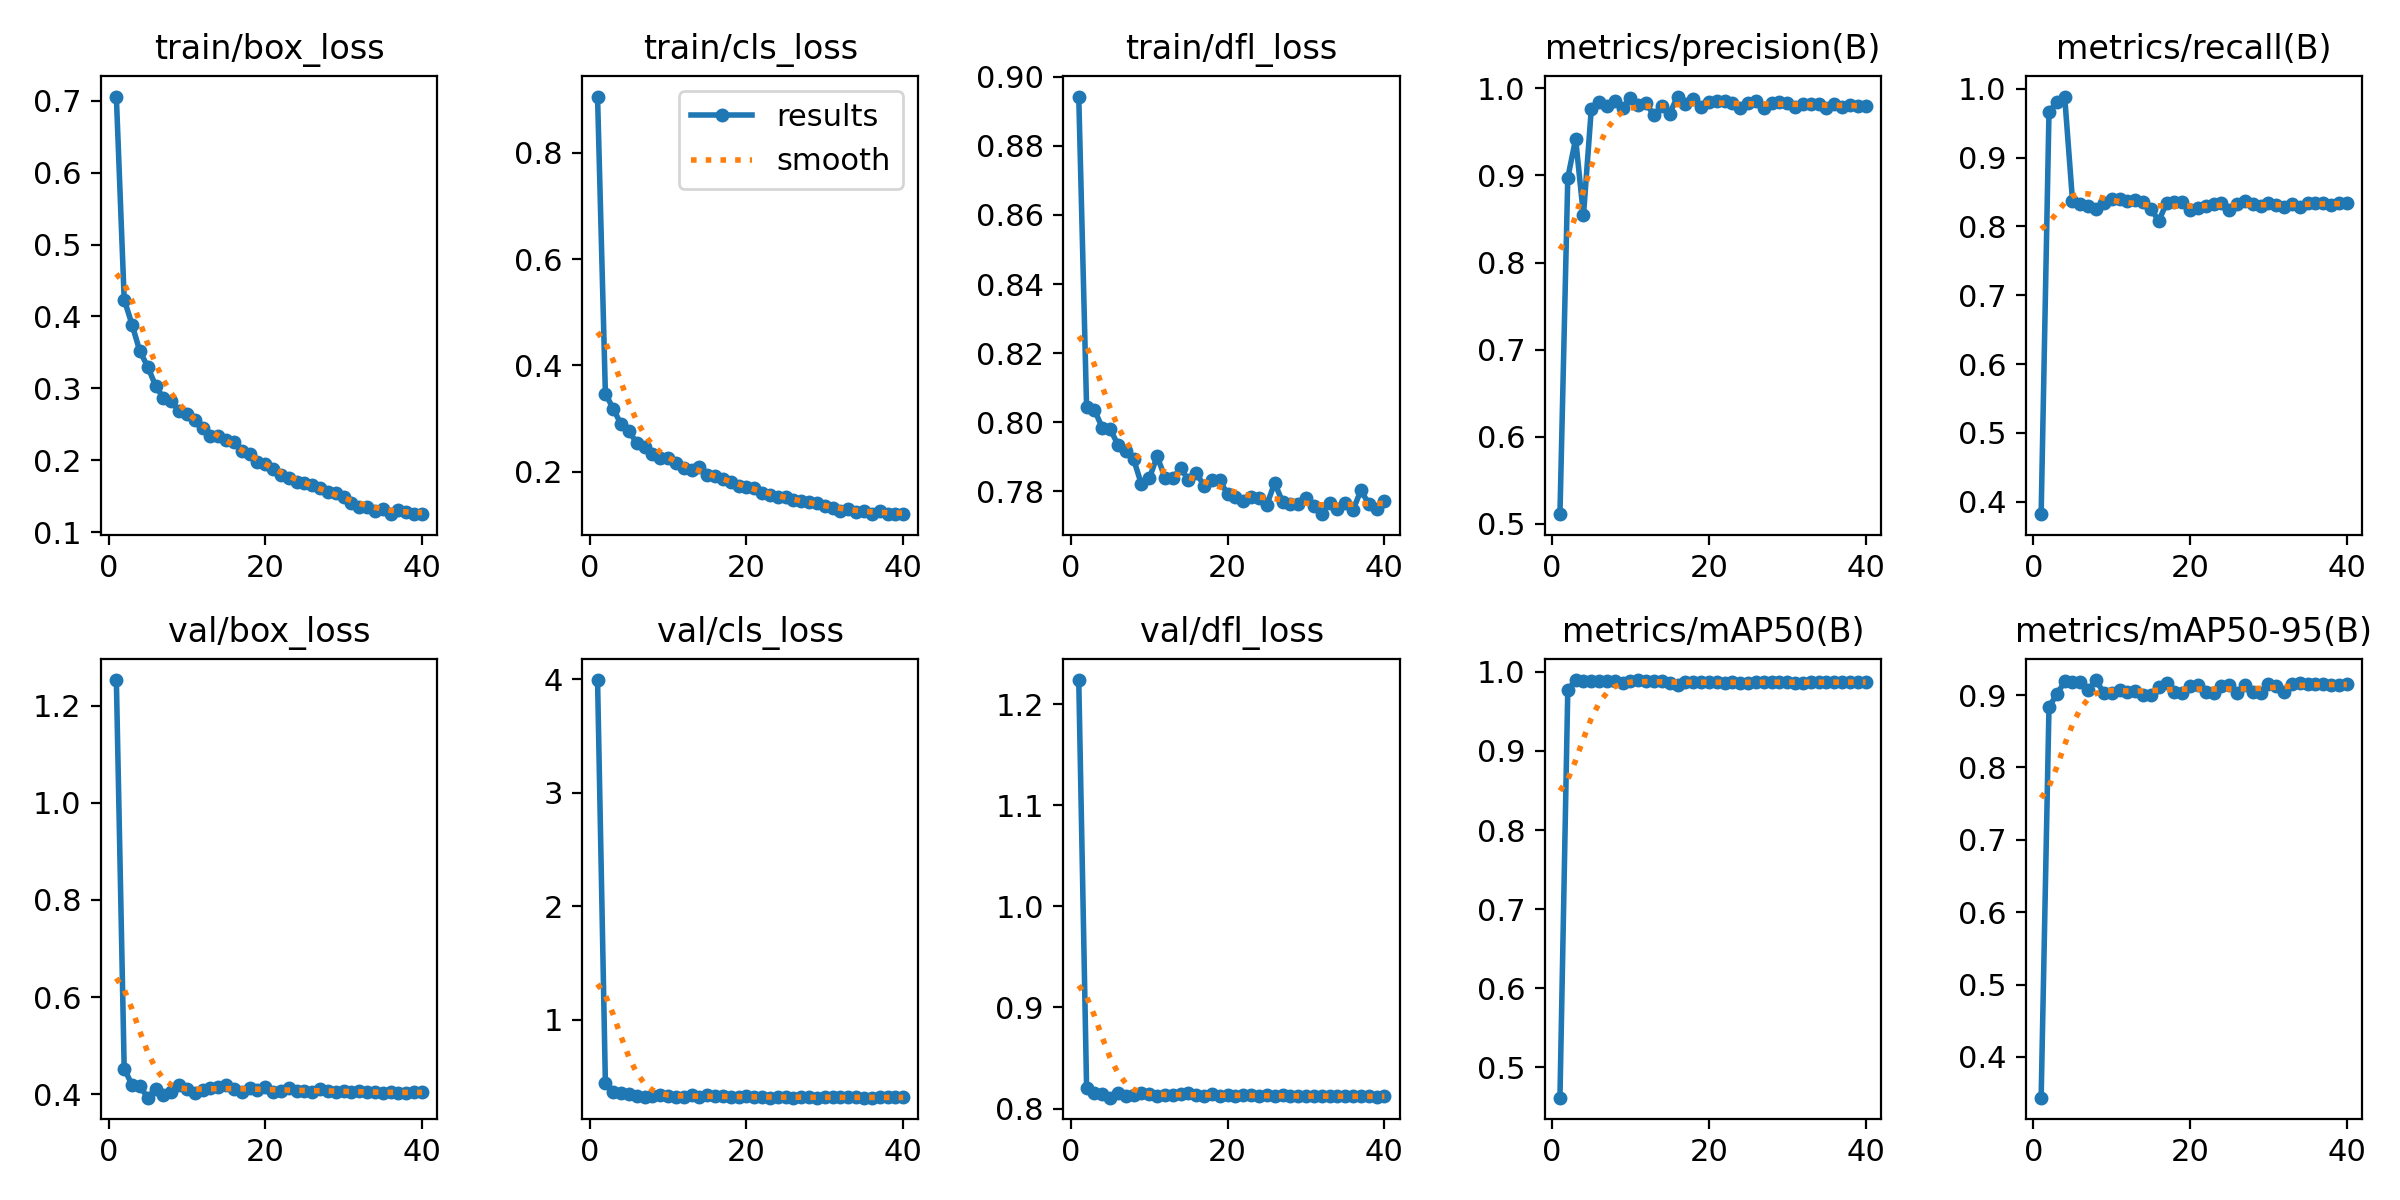 train/box_loss
0.7
0.6
0.5
0.4
0.3
0.2
0.1
0 20 40
train/cls_loss
results
smooth
0.8
0.6
0.4
0.2
0 20 40
train/dfl_loss
0.90
0.88
0.86
0.84
0.82
0.80
0.78
0 20 40
metrics/precision(B)
1.0
0.9
0.8
0.7
0.6
0.5
0 20 40
metrics/recall(B)
1.0
0.9
0.8
0.7
0.6
0.5
0.4
0 20 40
val/box_loss
1.2
1.0
0.8
0.6
0.4
0 20 40
val/cls_loss
4
3
2
1
0 20 40
val/dfl_loss
1.2
1.1
1.0
0.9
0.8
0 20 40
metrics/mAP50(B)
1.0
0.9
0.8
0.7
0.6
0.5
0 20 40
metrics/mAP50-95(B)
0.9
0.8
0.7
0.6
0.5
0.4
0 20 40